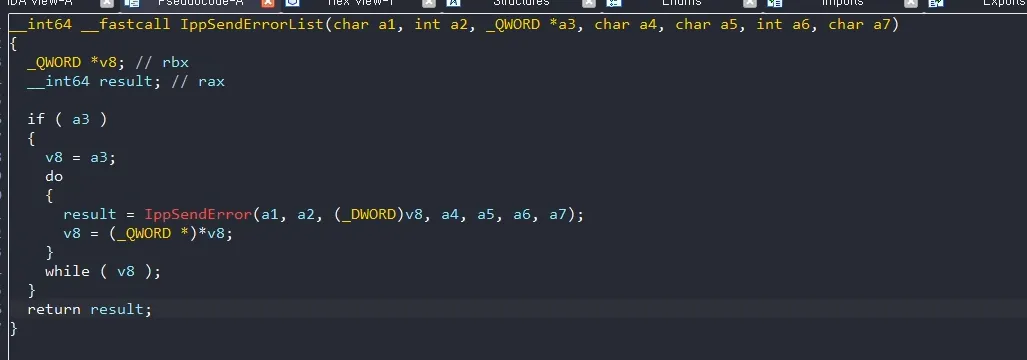 IDA View-A Pseudocode-A Hex View-1 Structures Enums Imports Exports
__int64 __fastcall IppSendErrorList(char a1, int a2, _QWORD *a3, char a4, char a5, int a6, char a7)
{
  _QWORD *v8; // rbx
  __int64 result; // rax
  if ( a3 )
  {
    v8 = a3;
    do
    {
      result = IppSendError(a1, a2, (_DWORD)v8, a4, a5, a6, a7);
      v8 = (_QWORD *)*v8;
    }
    while ( v8 );
  }
  return result;
}